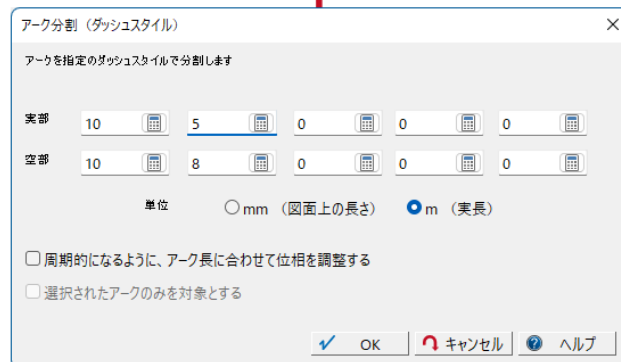 アーク分割（ダッシュスタイル）
アークを指定のダッシュスタイルで分割します
実部 10 5 0 0 0
空部 10 8 0 0 0
単位 mm （図面上の長さ） m （実長）
周期的になるように、アーク長に合わせて位相を調整する
選択されたアークのみを対象とする
OK キャンセル ヘルプ